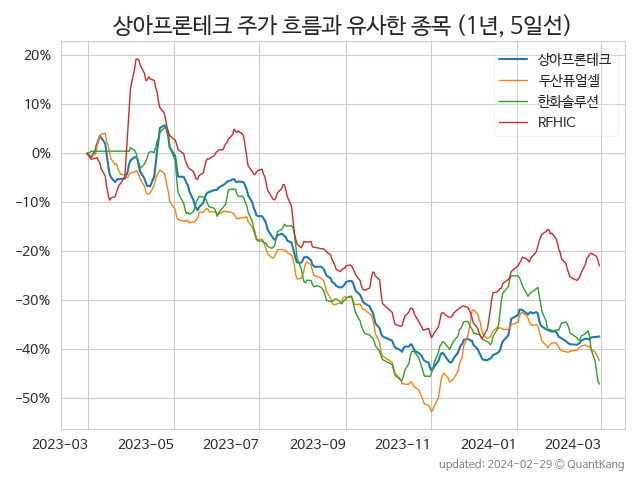 상아프론테크 주가 흐름과 유사한 종목 (1년, 5일선)
상아프론테크
두산퓨얼셀
한화솔루션
RFHIC
20%
10%
0%
−10%
−20%
−30%
−40%
−50%
2023-03 2023-05 2023-07 2023-09 2023-11 2024-01 2024-03
updated: 2024-02-29 © QuantKang